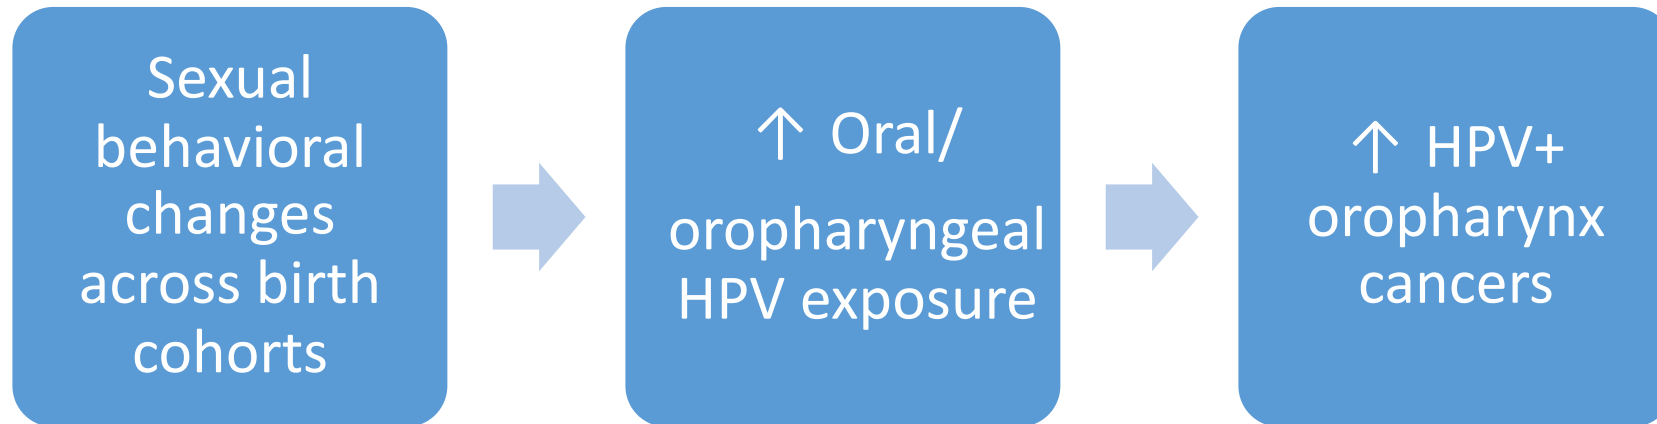 Sexual
behavioral
changes
across birth
cohorts
↑ Oral/
oropharyngeal
HPV exposure
↑ HPV+
oropharynx
cancers